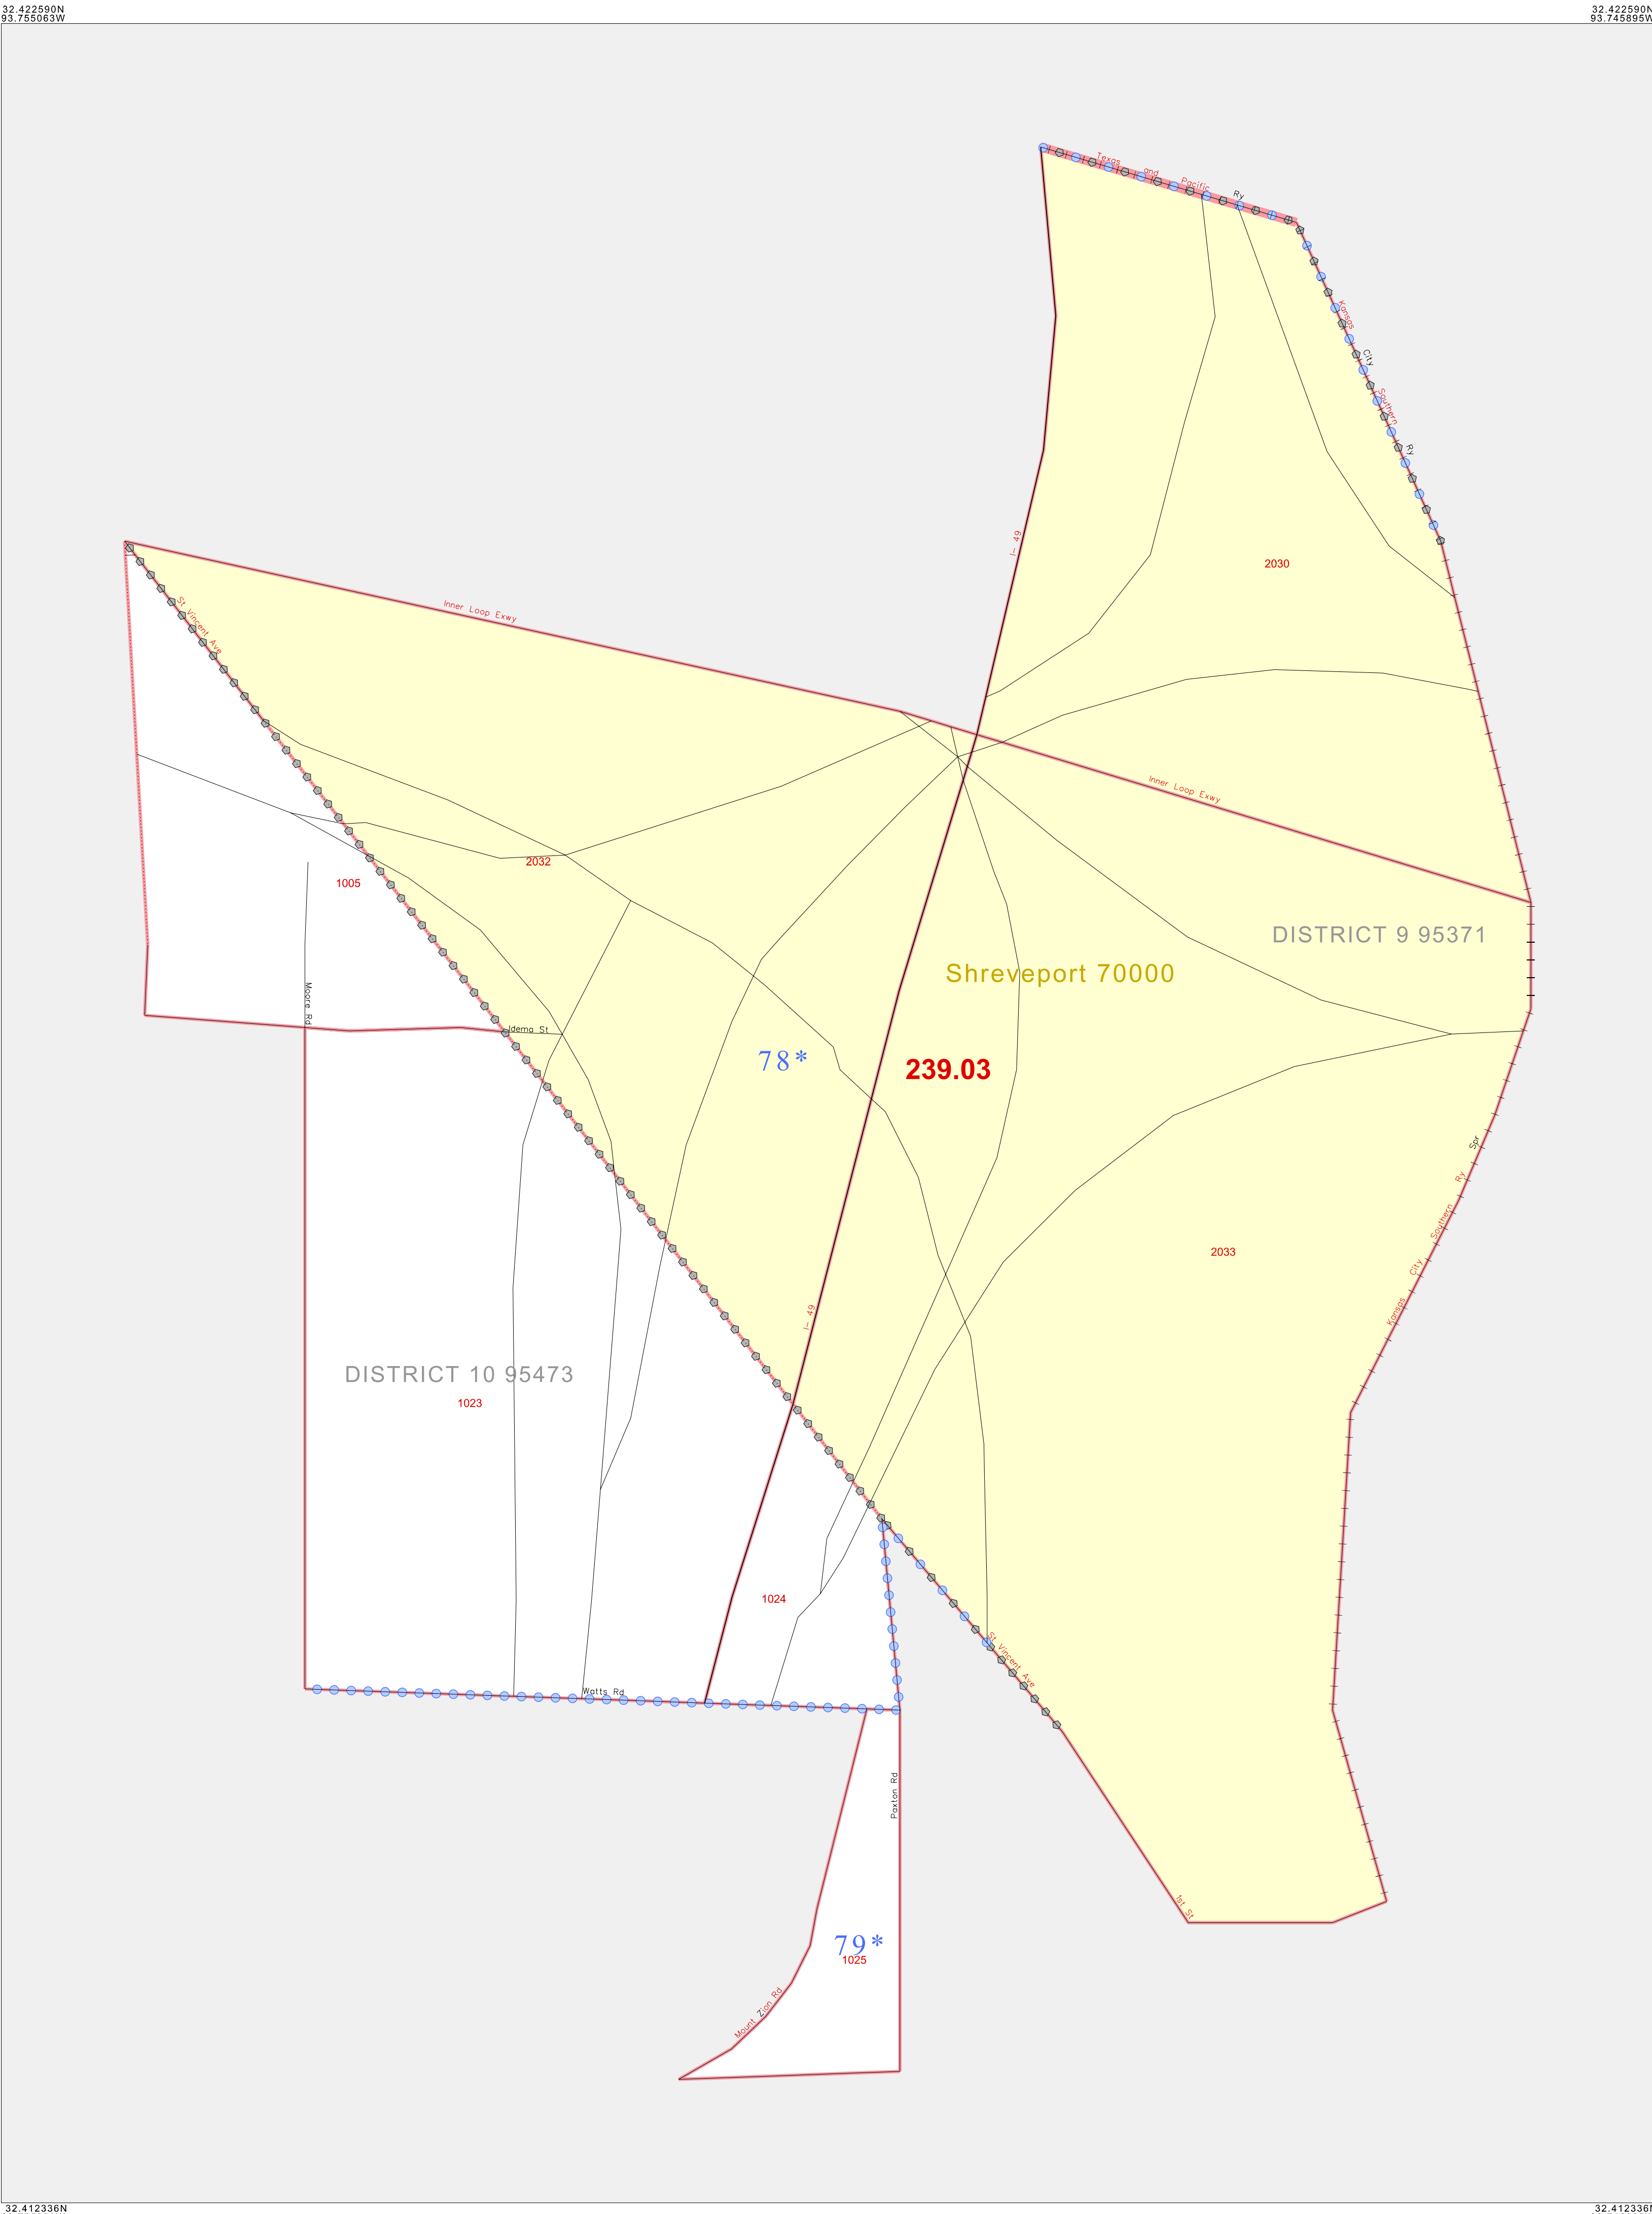 32.422590N
93.755063W
32.422590N
93.745895W
Texas and Pacific Ry
Kansas City Southern Ry
I- 49
2030
Inner Loop Exwy
St Vincent Ave
Inner Loop Exwy
2032
1005
DISTRICT 9 95371
Shreveport 70000
Moore Rd
Idema St
78*
239.03
Kansas City Southern Ry Spr
2033
I- 49
DISTRICT 10 95473
1023
1024
St Vincent Ave
Watts Rd
Paxton Rd
1st St
79*
1025
Mount Zion Rd
32.412336N
32.412336N